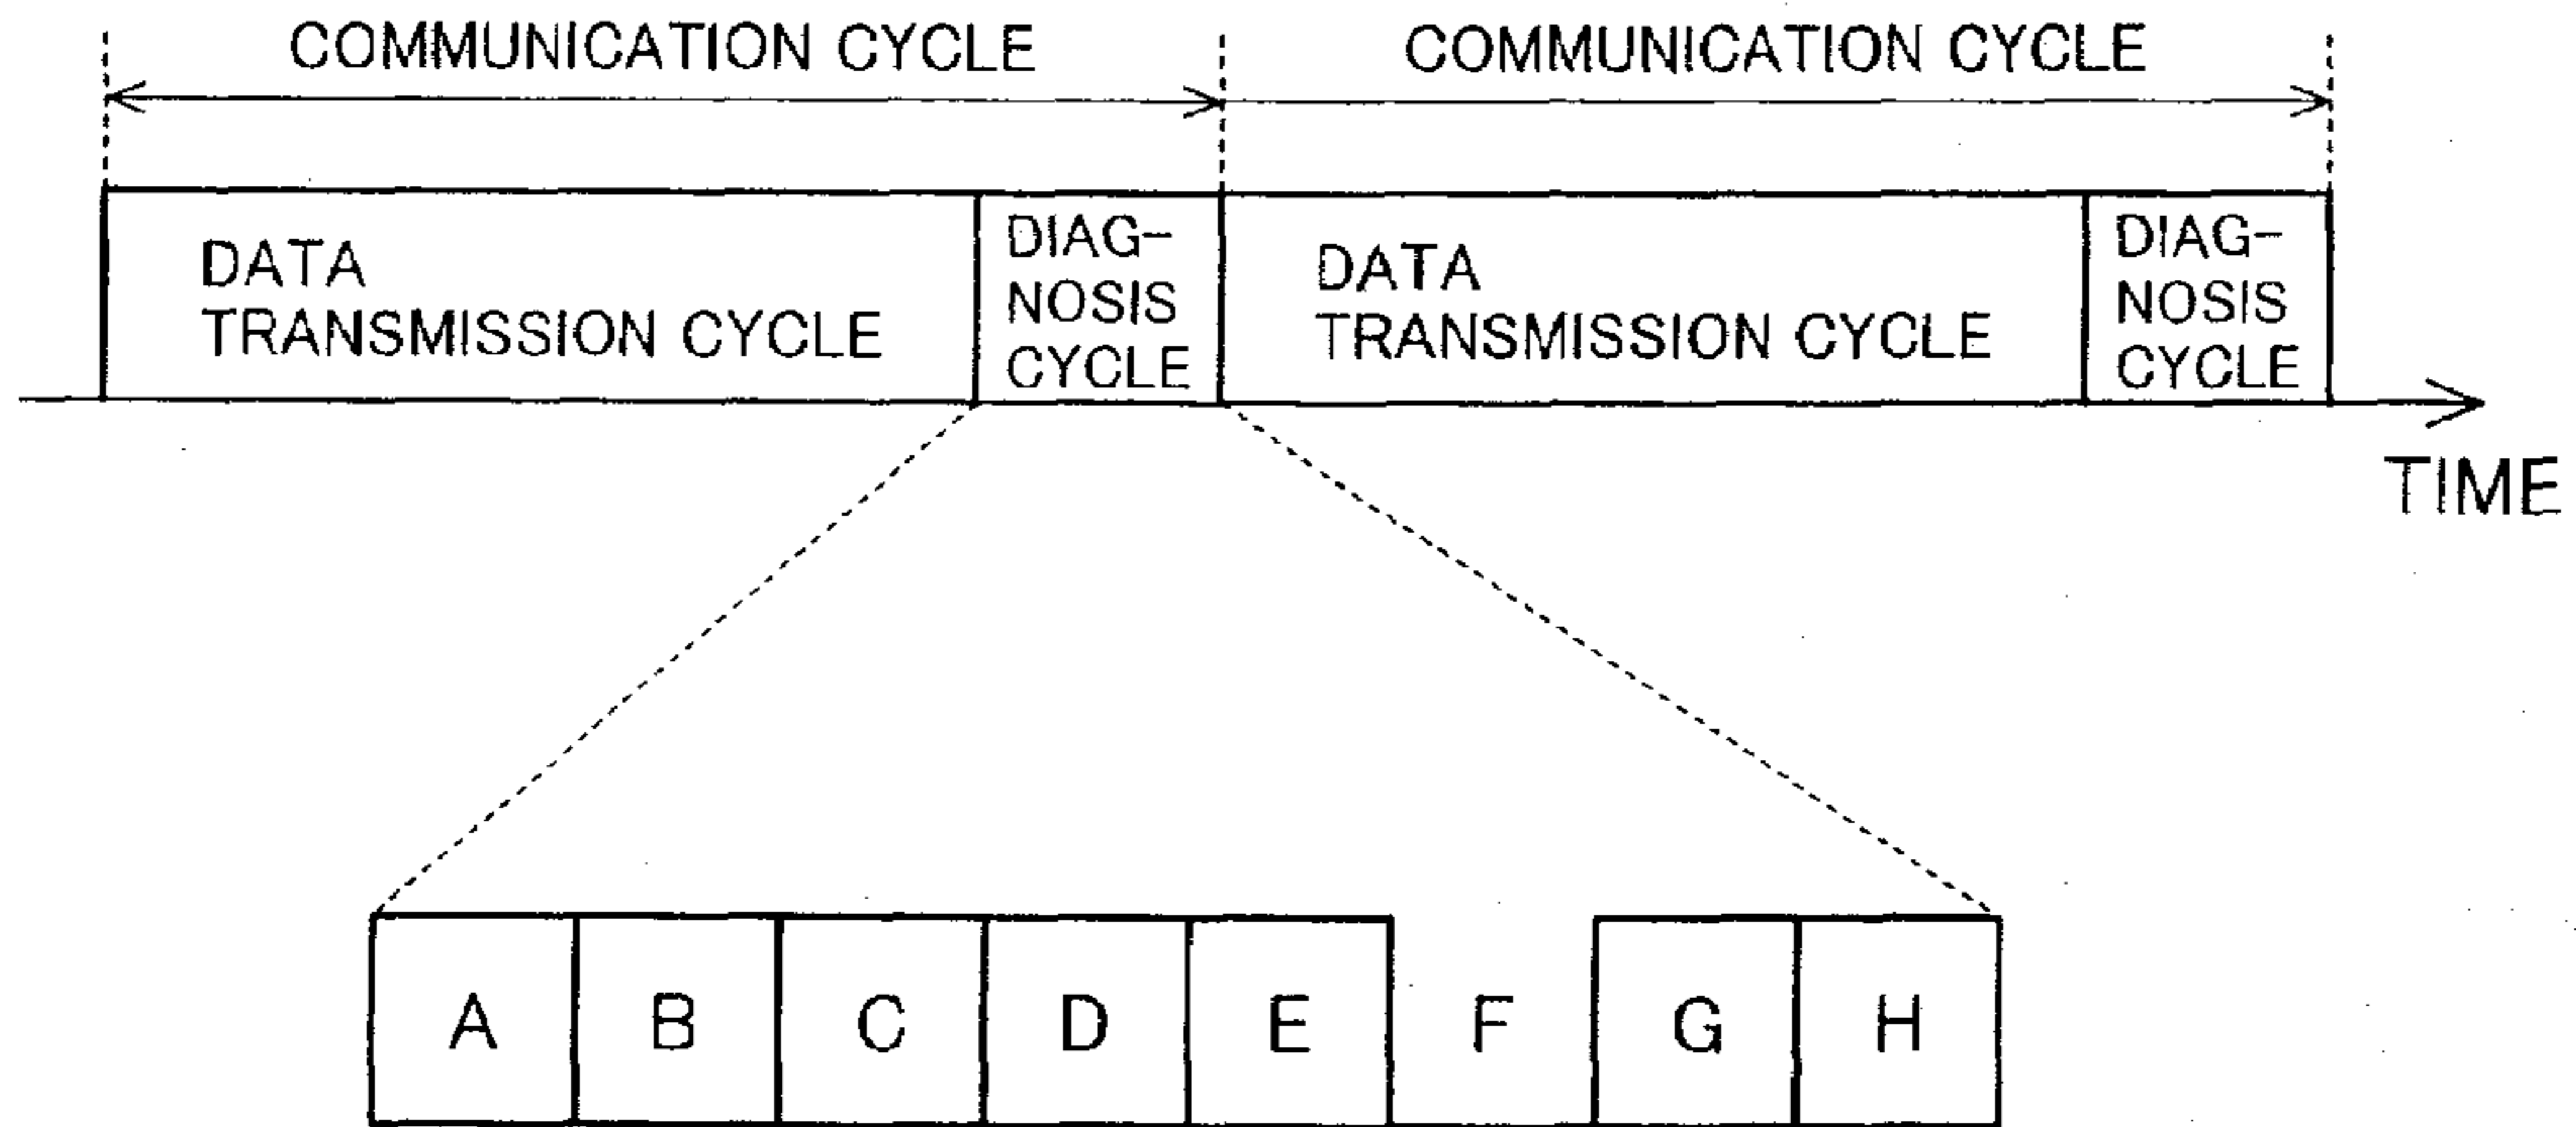 COMMUNICATION CYCLE COMMUNICATION CYCLE
DATA
TRANSMISSION CYCLE
DIAG-
NOSIS
CYCLE
DATA
TRANSMISSION CYCLE
DIAG-
NOSIS
CYCLE
TIME
A B C D E F G H